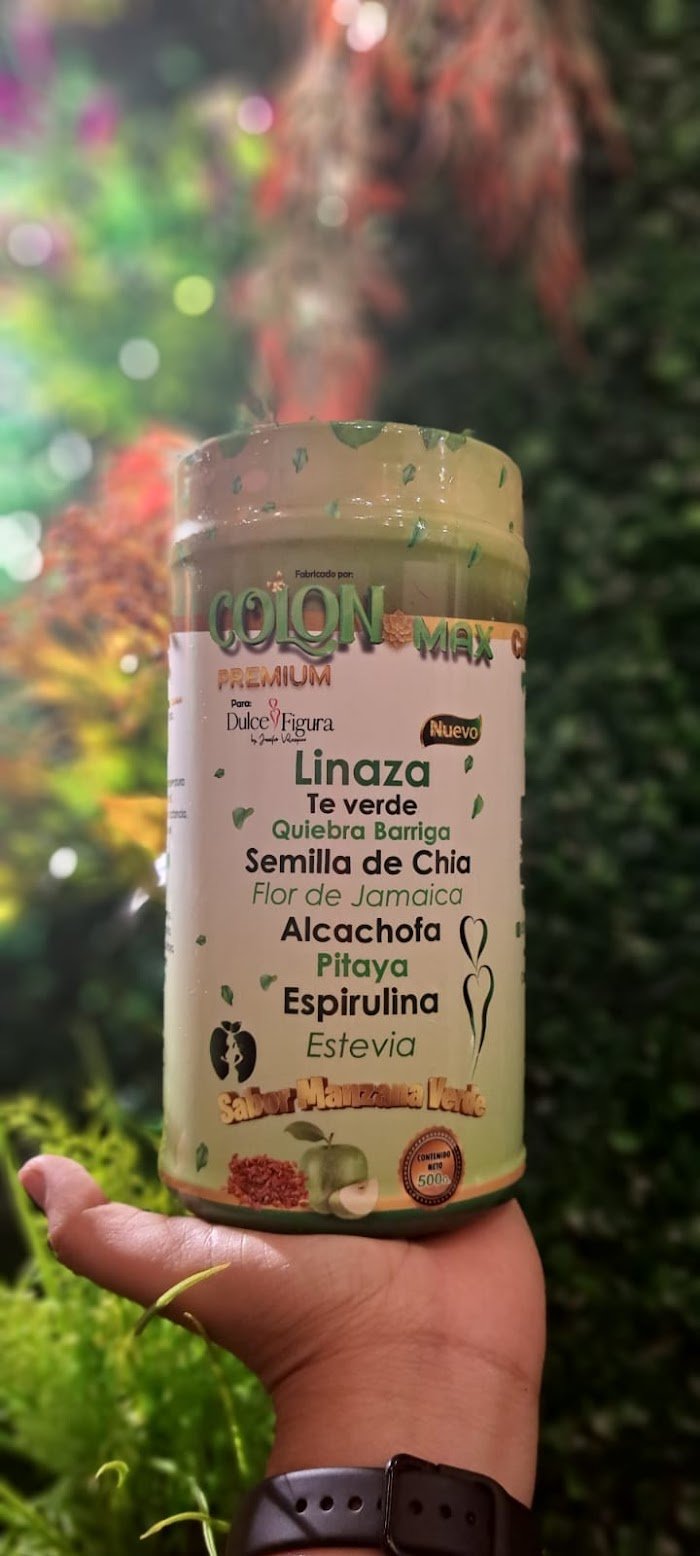 Fabricado por:
COLON MAX
PREMIUM
Para:
Dulce Figura
Nuevo
Linaza
Te verde
Quiebra Barriga
Semilla de Chia
Flor de Jamaica
Alcachofa
Pitaya
Espirulina
Estevia
Sabor Manzana Verde
CONTENIDO
NETO
500